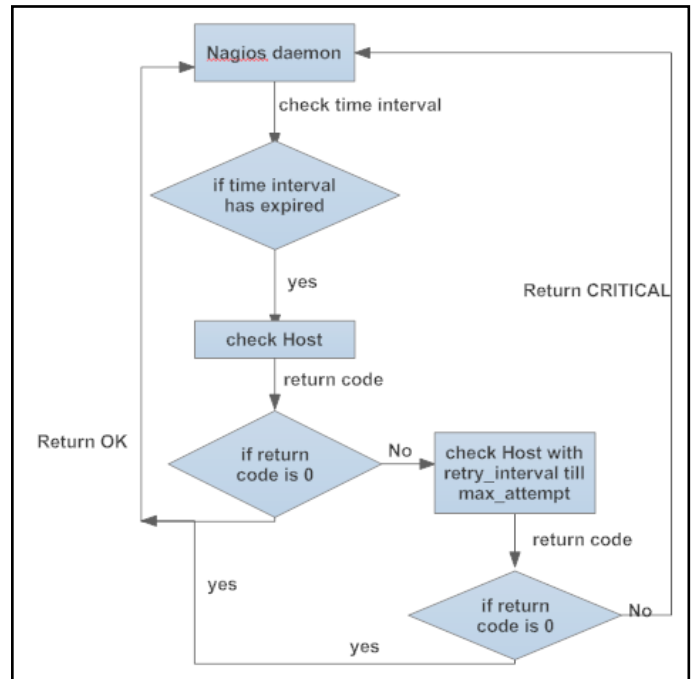 Nagios daemon
check time interval
if time interval
has expired
yes
Return CRITICAL
check Host
return code
Return OK
if return
code is 0
No
check Host with
retry_interval till
max_attempt
return code
yes
if return
code is 0
No
yes